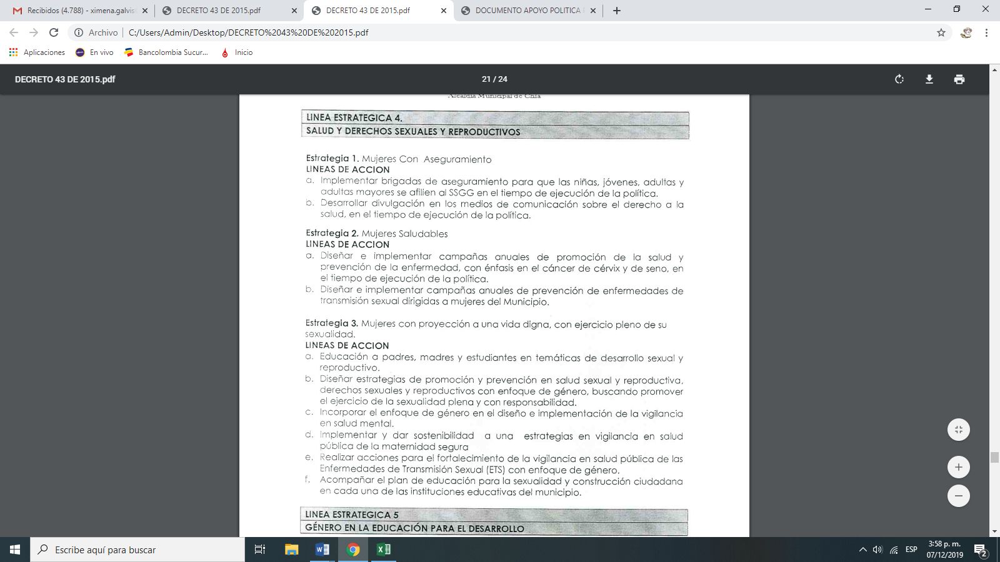 Recibidos (4.788) - ximena.galvis
DECRETO 43 DE 2015.pdf
DECRETO 43 DE 2015.pdf
DOCUMENTO APOYO POLITICA
Archivo
C:/Users/Admin/Desktop/DECRETO%2043%20DE%202015.pdf
Aplicaciones
En vivo
Bancolombia Sucur...
Inicio
DECRETO 43 DE 2015.pdf
21 / 24
Alcaldía Municipal de Chía
LINEA ESTRATEGICA 4.
SALUD Y DERECHOS SEXUALES Y REPRODUCTIVOS
Estrategia 1. Mujeres Con Aseguramiento
LINEAS DE ACCION
a. Implementar brigadas de aseguramiento para que las niñas, jóvenes, adultas y
adultas mayores se afilien al SSGG en el tiempo de ejecución de la política.
b. Desarrollar divulgación en los medios de comunicación sobre el derecho a la
salud, en el tiempo de ejecución de la política.
Estrategia 2. Mujeres Saludables
LINEAS DE ACCION
a. Diseñar e implementar campañas anuales de promoción de la salud y
prevención de la enfermedad, con énfasis en el cáncer de cérvix y de seno, en
el tiempo de ejecución de la política.
b. Diseñar e implementar campañas anuales de prevención de enfermedades de
transmisión sexual dirigidas a mujeres del Municipio.
Estrategia 3. Mujeres con proyección a una vida digna, con ejercicio pleno de su
sexualidad.
LINEAS DE ACCION
a. Educación a padres, madres y estudiantes en temáticas de desarrollo sexual y
reproductivo.
b. Diseñar estrategias de promoción y prevención en salud sexual y reproductiva,
derechos sexuales y reproductivos con enfoque de género, buscando promover
el ejercicio de la sexualidad plena y con responsabilidad.
c. Incorporar el enfoque de género en el diseño e implementación de la vigilancia
en salud mental.
d. Implementar y dar sostenibilidad a una estrategias en vigilancia en salud
pública de la maternidad segura
e. Realizar acciones para el fortalecimiento de la vigilancia en salud pública de las
Enfermedades de Transmisión Sexual (ETS) con enfoque de género.
f. Acompañar el plan de educación para la sexualidad y construcción ciudadana
en cada una de las instituciones educativas del municipio.
LINEA ESTRATEGICA 5
GÉNERO EN LA EDUCACIÓN PARA EL DESARROLLO
Escribe aquí para buscar
ESP
3:58 p. m.
07/12/2019
2